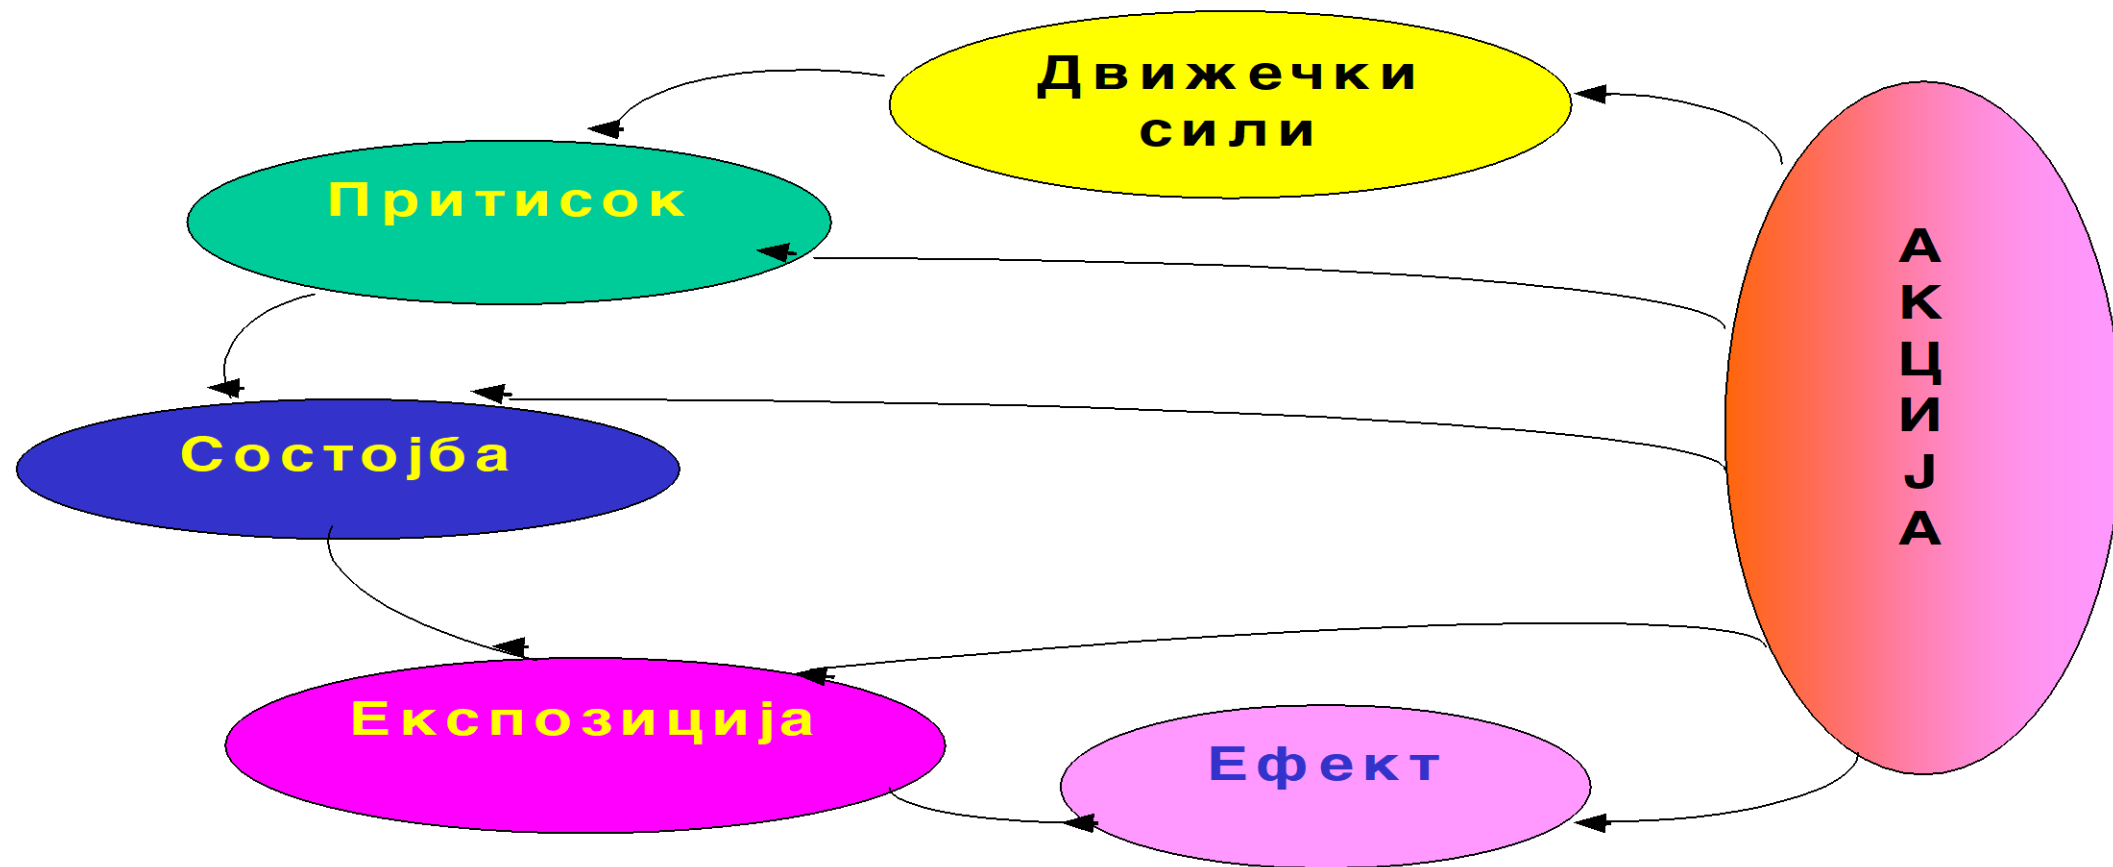 Движечки
сили
Притисок
А
К
Ц
И
Ј
А
Состојба
Експозиција
Ефект